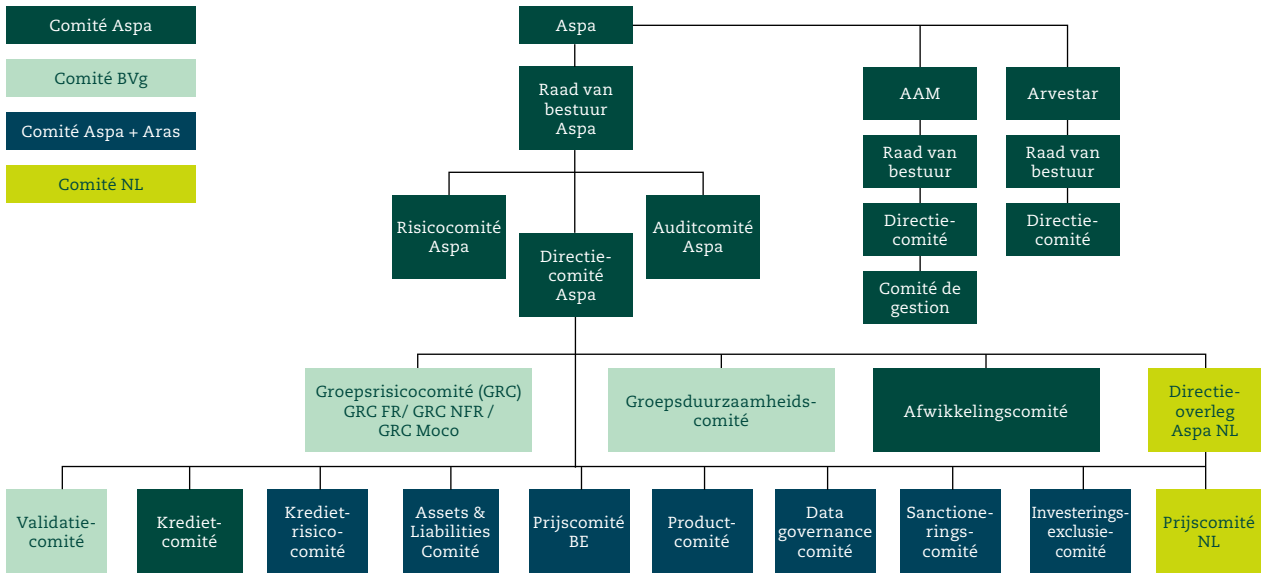 Comité Aspa
Comité BVg
Comité Aspa + Aras
Comité NL
Aspa
Raad van
bestuur
Aspa
AAM
Arvestar
Raad van
bestuur
Raad van
bestuur
Risicocomité
Aspa
Directie-
comité
Aspa
Auditcomité
Aspa
Directie-
comité
Directie-
comité
Comité de
gestion
Groepsrisicocomité (GRC)
GRC FR/ GRC NFR /
GRC Moco
Groepsduurzaamheids-
comité
Afwikkelingscomité
Directie-
overleg
Aspa NL
Validatie-
comité
Krediet-
comité
Krediet-
risico-
comité
Assets &
Liabilities
Comité
Prijscomité
BE
Product-
comité
Data
governance
comité
Sanctione-
rings-
comité
Investerings-
exclusie-
comité
Prijscomité
NL